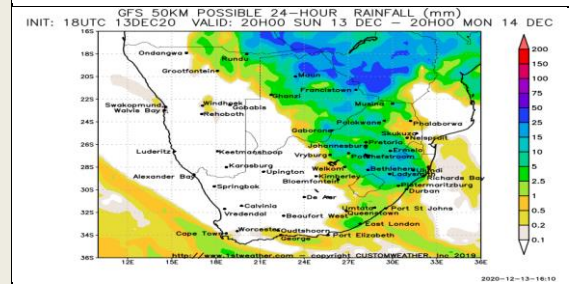 GFS 50KM POSSIBLE 24-HOUR RAINFALL (mm)
INIT: 18UTC 13DEC20 VALID: 20H00 SUN 13 DEC - 20H00 MON 14 DEC
16S
18S
20S
22S
24S
26S
28S
30S
32S
34S
36S
Ondangwa
Rundu
Grootfontein
Maun
Francistown
Ghanzi
Swakopmund
Walvis Bay
Windhoek
Gobabis
Rehoboth
Musina
Polokwane
Phalaborwa
Skukuza
Nelspruit
Gaborone
Pretoria
Johannesburg
Ermelo
Luderitz
Keetmanshoop
Vryburg
Potchefstroom
Karasburg
Upington
Welkom
Bethlehem
Ladysmith
Kimberley
Richards Bay
Alexander Bay
Bloemfontein
Pietermaritzburg
Durban
Springbok
De Aar
Calvinia
Umtata
Port St Johns
Queenstown
Vredendal
Beaufort West
East London
Cape Town
Worcester
Oudtshoorn
George
Port Elizabeth
http://www.1stweather.com - copyright CUSTOMWEATHER, Inc 2019
12E 15E 18E 21E 24E 27E 30E 33E 36E
200
150
100
75
50
25
15
10
5
2.5
1
0.5
0.2
0.1
2020-12-13-16:10